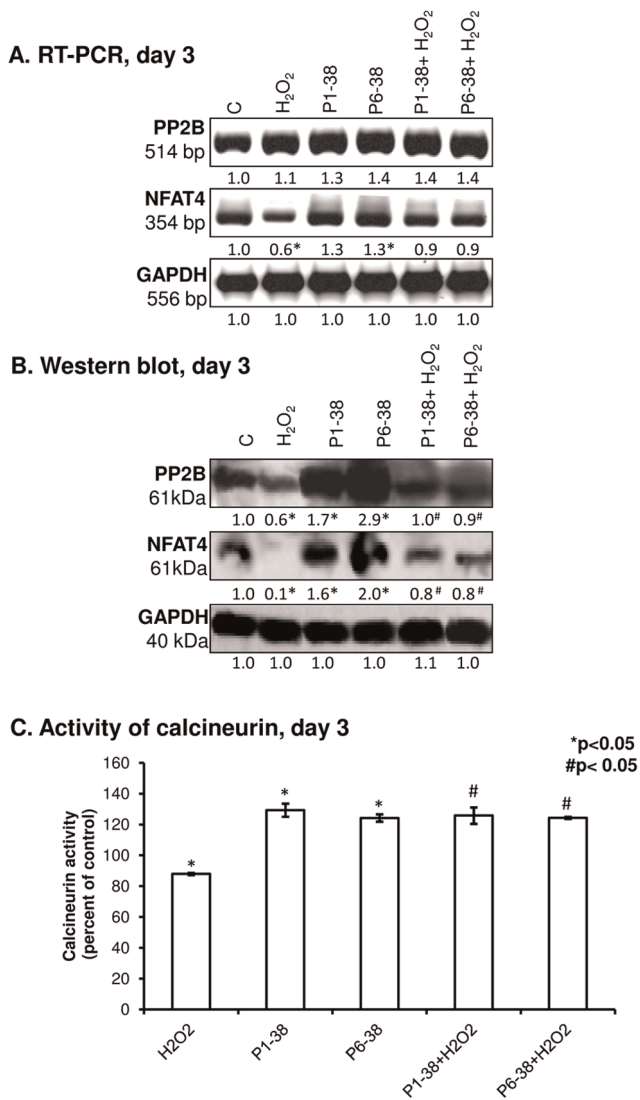 A. RT-PCR, day 3
C H₂O₂ P1-38 P6-38 P1-38+ H₂O₂ P6-38+ H₂O₂
PP2B
514 bp
1.0 1.1 1.3 1.4 1.4 1.4
NFAT4
354 bp
1.0 0.6* 1.3 1.3* 0.9 0.9
GAPDH
556 bp
1.0 1.0 1.0 1.0 1.0 1.0
B. Western blot, day 3
C H₂O₂ P1-38 P6-38 P1-38+ H₂O₂ P6-38+ H₂O₂
PP2B
61kDa
1.0 0.6* 1.7* 2.9* 1.0# 0.9#
NFAT4
61kDa
1.0 0.1* 1.6* 2.0* 0.8# 0.8#
GAPDH
40 kDa
1.0 1.0 1.0 1.0 1.1 1.0
C. Activity of calcineurin, day 3
*p<0.05
#p< 0.05
Calcineurin activity
(percent of control)
160
140
120
100
80
60
40
20
0
* * * # #
H2O2 P1-38 P6-38 P1-38+H2O2 P6-38+H2O2